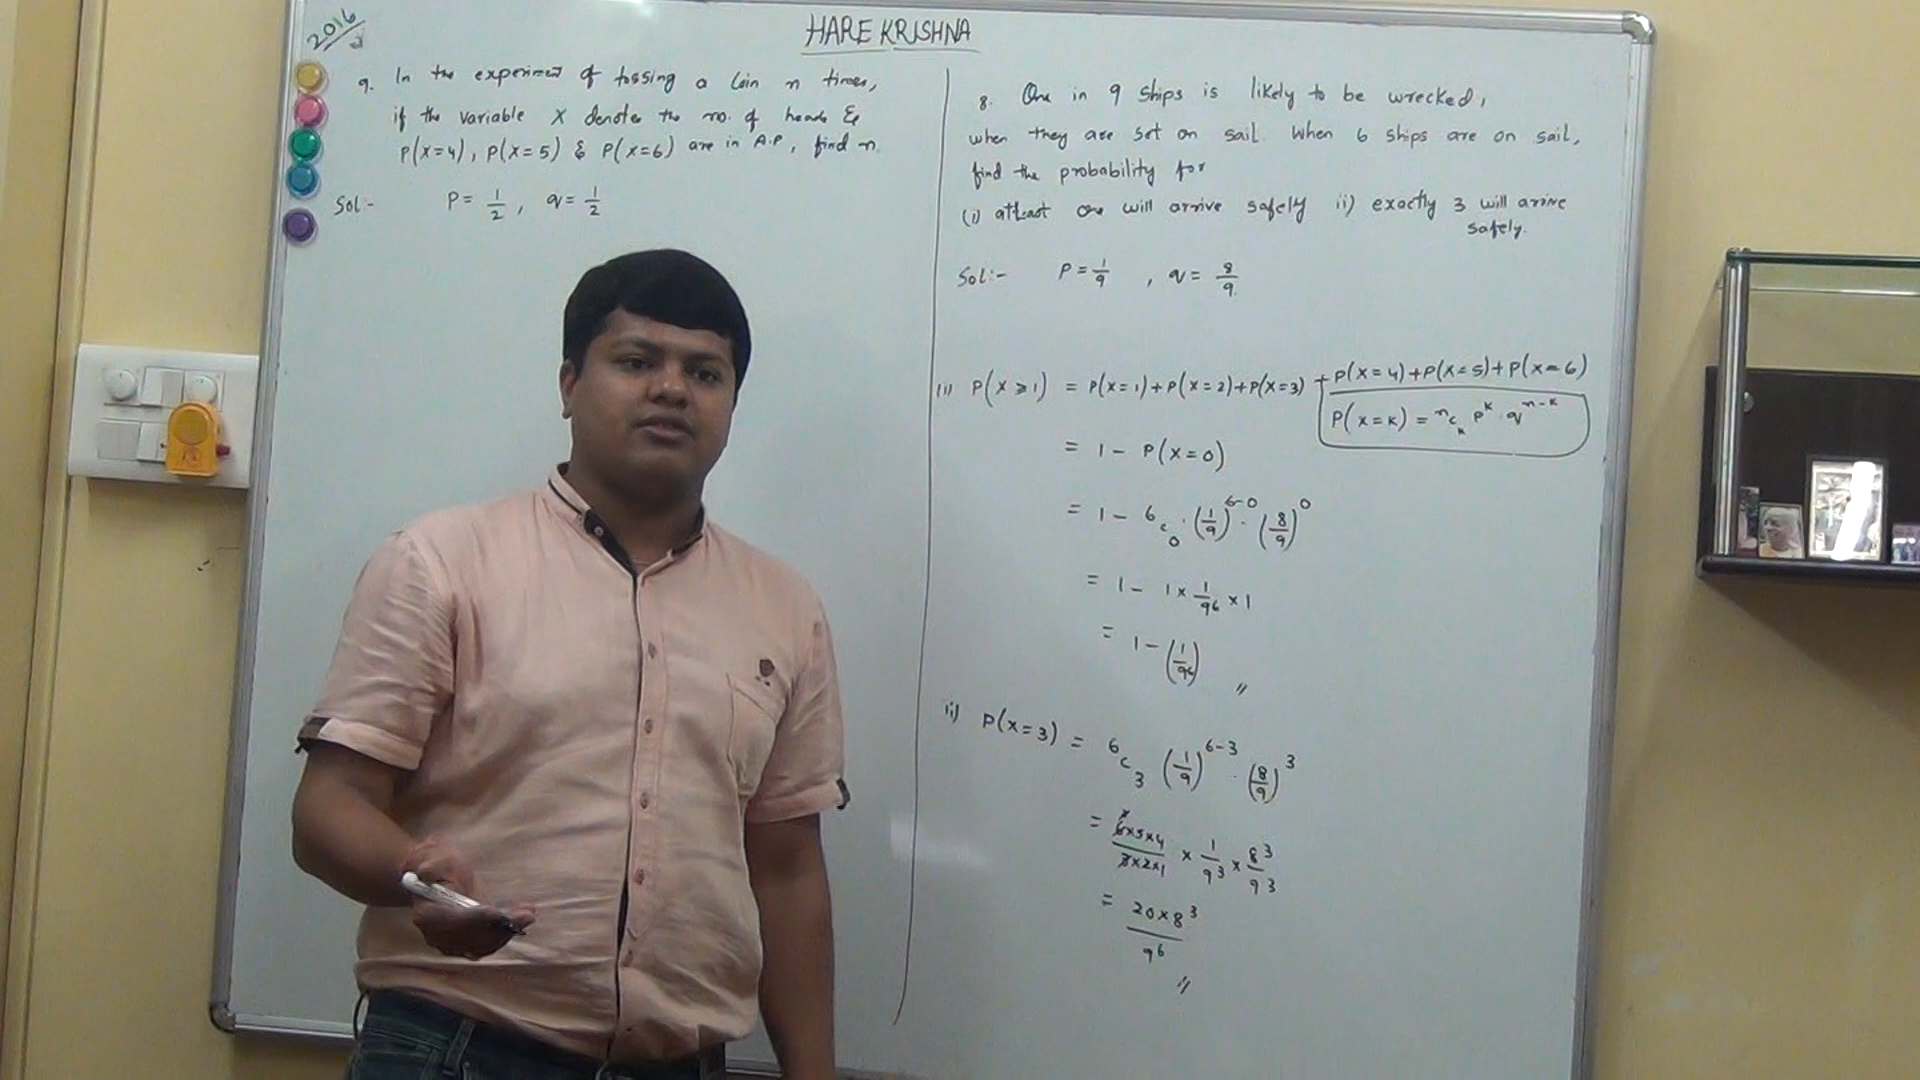 2016
HARE KRISHNA
9. In the experiment of tossing a coin n times,
if the variable X denotes the no. of heads &
P(X=4), P(X=5) & P(X=6) are in A.P, find n.
Sol - P = 1/2, q = 1/2
8. One in 9 ships is likely to be wrecked,
when they are set on sail. When 6 ships are on sail,
find the probability for
(i) atleast one will arrive safely ii) exactly 3 will arrive
safely.
Sol:- P = 1/9, q = 8/9
(i) P(X ⩾ 1) = P(X=1)+P(X=2)+P(X=3)+P(X=4)+P(X=5)+P(X=6)
P(X=K) = ⁿC_K P^K · q^(n-K)
= 1 - P(X=0)
= 1 - ⁶C₀ · (1/9)^(6-0) · (8/9)^0
= 1 - 1 × 1/9⁶ × 1
= 1 - (1/9⁶) "
ii) P(X=3) = ⁶C₃ (1/9)^(6-3) · (8/9)^3
= 6×5×4/3×2×1 × 1/9³ × 8³/9³
= 20×8³/9⁶
"